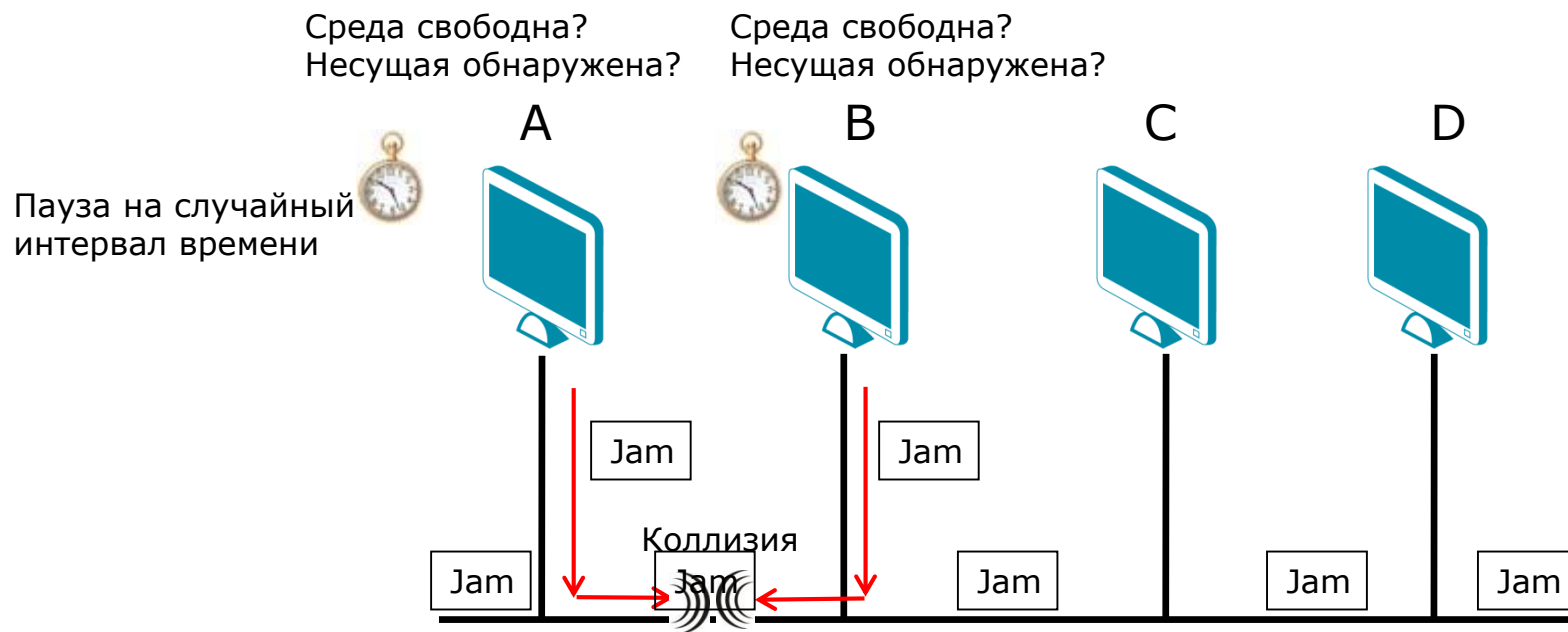 Среда свободна?
Несущая обнаружена?
Среда свободна?
Несущая обнаружена?
A
B
C
D
Пауза на случайный
интервал времени
Jam
Jam
Коллизия
Jam
Jam
Jam
Jam
Jam